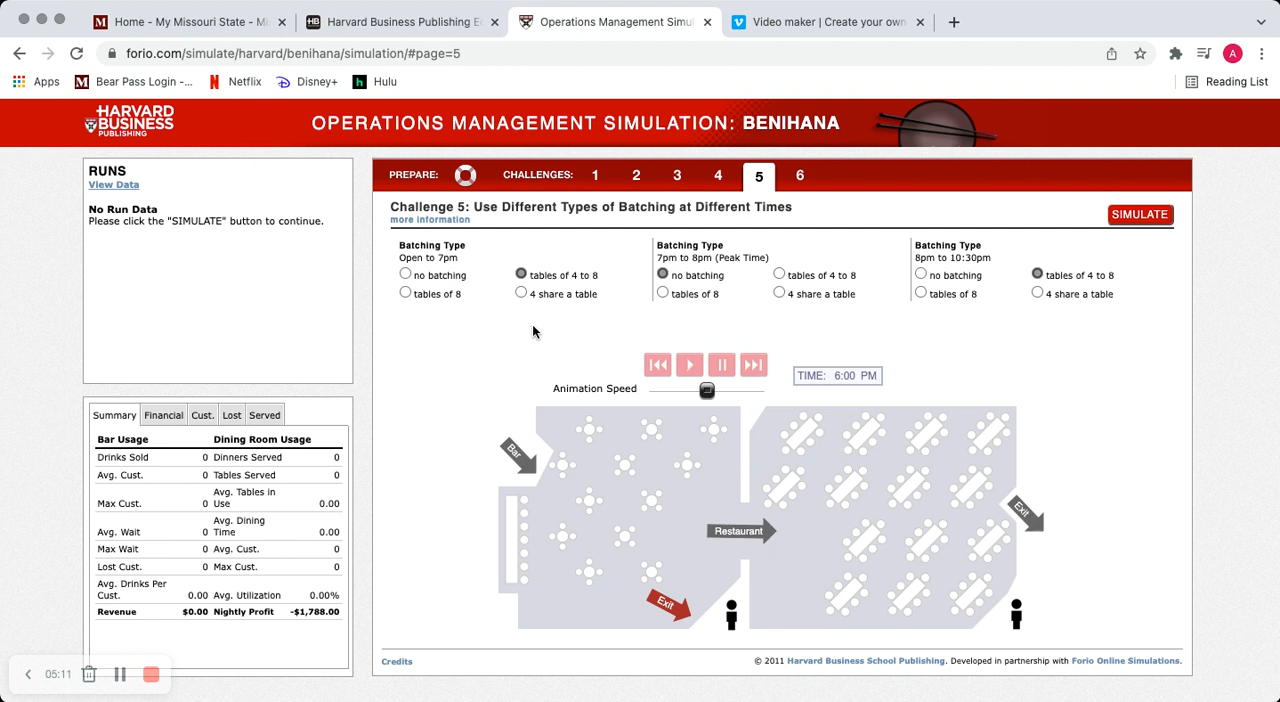 Home - My Missouri State - Mi
Harvard Business Publishing E
Operations Management Simul
Video maker | Create your own
forio.com/simulate/harvard/benihana/simulation/#page=5
A
Apps
Bear Pass Login -...
Netflix
Disney+
Hulu
Reading List
HARVARD
BUSINESS
PUBLISHING
OPERATIONS MANAGEMENT SIMULATION: BENIHANA
RUNS
View Data
No Run Data
Please click the "SIMULATE" button to continue.
PREPARE:
CHALLENGES: 1 2 3 4 5 6
Challenge 5: Use Different Types of Batching at Different Times
more information
SIMULATE
Batching Type
Open to 7pm
no batching
tables of 4 to 8
tables of 8
4 share a table
Batching Type
7pm to 8pm (Peak Time)
no batching
tables of 4 to 8
tables of 8
4 share a table
Batching Type
8pm to 10:30pm
no batching
tables of 4 to 8
tables of 8
4 share a table
Animation Speed
TIME: 6:00 PM
Bar
Restaurant
Exit
Exit
Summary Financial Cust. Lost Served
Bar Usage Dining Room Usage
Drinks Sold 0 Dinners Served 0
Avg. Cust. 0 Tables Served 0
Max Cust. 0 Avg. Tables in Use 0.00
Avg. Wait 0 Avg. Dining Time 0.00
Max Wait 0 Avg. Cust. 0
Lost Cust. 0 Max Cust. 0
Avg. Drinks Per Cust. 0.00 Avg. Utilization 0.00%
Revenue $0.00 Nightly Profit -$1,788.00
05:11
Credits
© 2011 Harvard Business School Publishing. Developed in partnership with Forio Online Simulations.